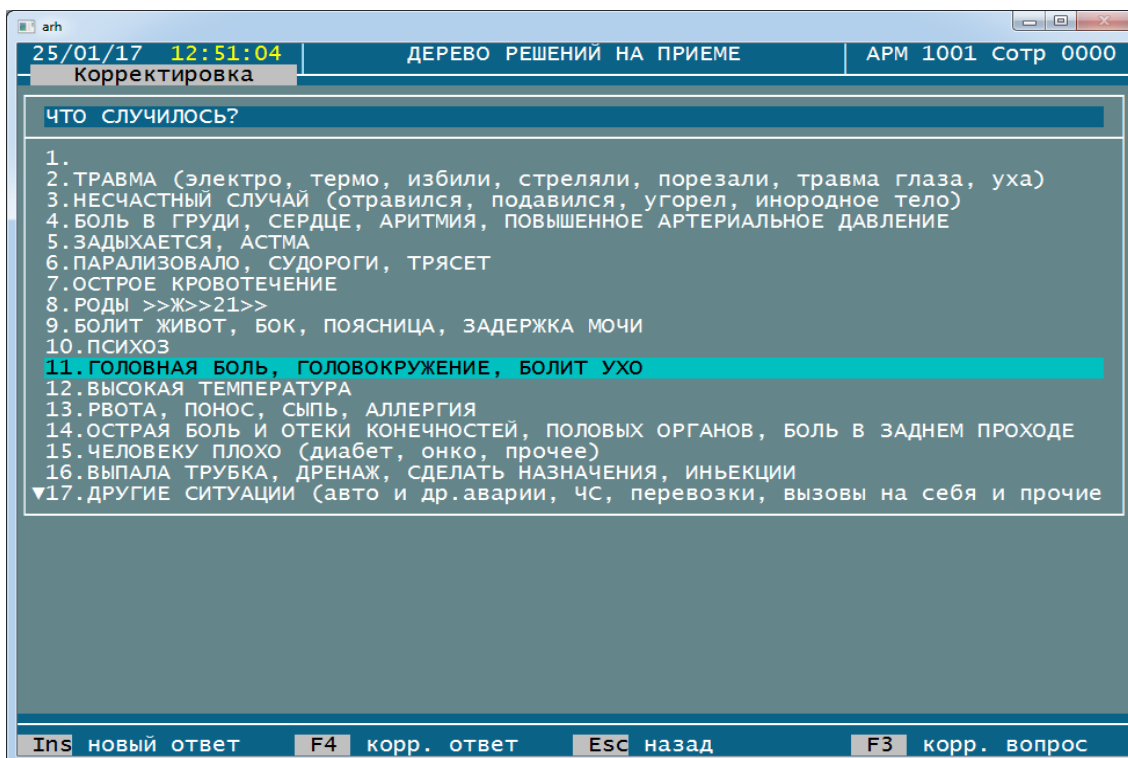 arh
25/01/17 12:51:04 ДЕРЕВО РЕШЕНИЙ НА ПРИЕМЕ АРМ 1001 Сотр 0000
Корректировка
ЧТО СЛУЧИЛОСЬ?
1.
2.ТРАВМА (электро, термо, избили, стреляли, порезали, травма глаза, уха)
3.НЕСЧАСТНЫЙ СЛУЧАЙ (отравился, подавился, угорел, инородное тело)
4.БОЛЬ В ГРУДИ, СЕРДЦЕ, АРИТМИЯ, ПОВЫШЕННОЕ АРТЕРИАЛЬНОЕ ДАВЛЕНИЕ
5.ЗАДЫХАЕТСЯ, АСТМА
6.ПАРАЛИЗОВАЛО, СУДОРОГИ, ТРЯСЕТ
7.ОСТРОЕ КРОВОТЕЧЕНИЕ
8.РОДЫ >>Ж>>21>>
9.БОЛИТ ЖИВОТ, БОК, ПОЯСНИЦА, ЗАДЕРЖКА МОЧИ
10.ПСИХОЗ
11.ГОЛОВНАЯ БОЛЬ, ГОЛОВОКРУЖЕНИЕ, БОЛИТ УХО
12.ВЫСОКАЯ ТЕМПЕРАТУРА
13.РВОТА, ПОНОС, СЫПЬ, АЛЛЕРГИЯ
14.ОСТРАЯ БОЛЬ И ОТЕКИ КОНЕЧНОСТЕЙ, ПОЛОВЫХ ОРГАНОВ, БОЛЬ В ЗАДНЕМ ПРОХОДЕ
15.ЧЕЛОВЕКУ ПЛОХО (диабет, онко, прочее)
16.ВЫПАЛА ТРУБКА, ДРЕНАЖ, СДЕЛАТЬ НАЗНАЧЕНИЯ, ИНЬЕКЦИИ
▼17.ДРУГИЕ СИТУАЦИИ (авто и др.аварии, ЧС, перевозки, вызовы на себя и прочие
Ins новый ответ F4 корр. ответ Esc назад F3 корр. вопрос